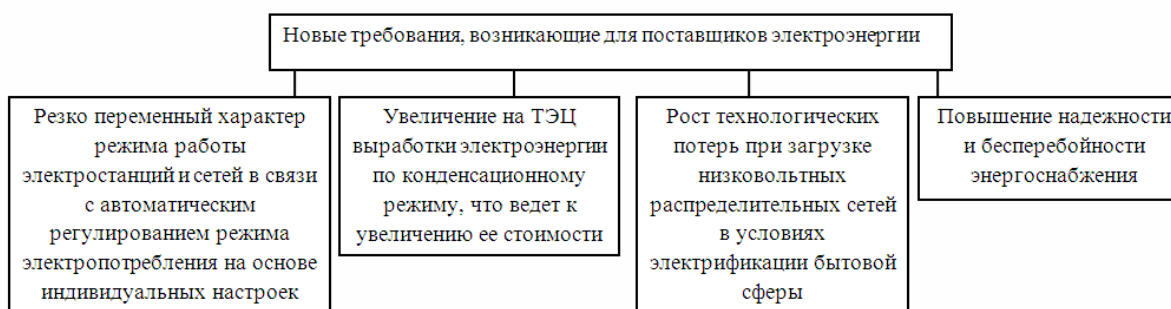 Новые требования, возникающие для поставщиков электроэнергии
Резко переменный характер
режима работы
электростанций и сетей в связи
с автоматическим
регулированием режима
электропотребления на основе
индивидуальных настроек
Увеличение на ТЭЦ
выработки электроэнергии
по конденсационному
режиму, что ведет к
увеличению ее стоимости
Рост технологических
потерь при загрузке
низковольтных
распределительных сетей
в условиях
электрификации бытовой
сферы
Повышение надежности
и бесперебойности
энергоснабжения